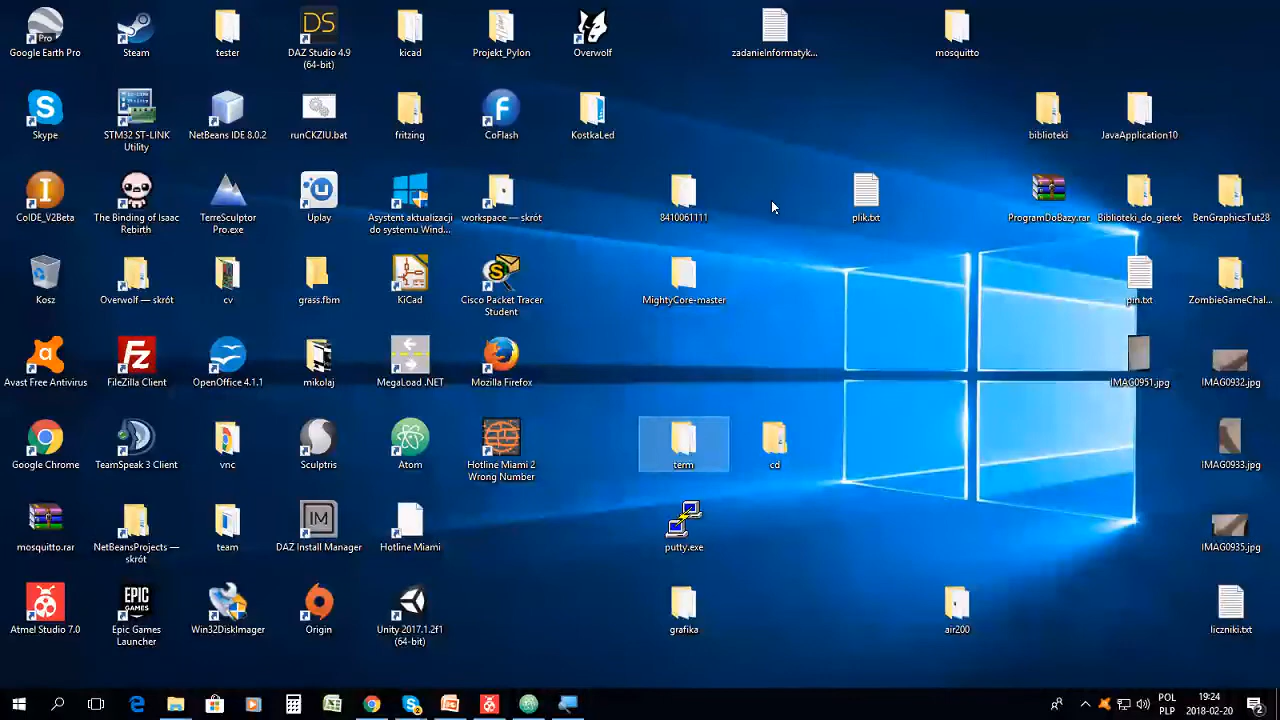 Google Earth Pro
Steam
tester
DAZ Studio 4.9
(64-bit)
kicad
Projekt_Pylon
Overwolf
zadanieInformatyk...
mosquitto
Skype
STM32 ST-LINK
Utility
NetBeans IDE 8.0.2
runCKZIU.bat
fritzing
CoFlash
KostkaLed
biblioteki
JavaApplication10
CoIDE_V2Beta
The Binding of Isaac
Rebirth
TerreSculptor
Pro.exe
Uplay
Asystent aktualizacji
do systemu Wind...
workspace — skrót
8410061111
plik.txt
ProgramDoBazy.rar
Biblioteki_do_gierek
BenGraphicsTut28
Kosz
Overwolf — skrót
cv
grass.fbm
KiCad
Cisco Packet Tracer
Student
MightyCore-master
pin.txt
ZombieGameChal...
Avast Free Antivirus
FileZilla Client
OpenOffice 4.1.1
mikolaj
MegaLoad .NET
Mozilla Firefox
IMAG0951.jpg
IMAG0932.jpg
Google Chrome
TeamSpeak 3 Client
vnc
Sculptris
Atom
Hotline Miami 2
Wrong Number
term
cd
IMAG0933.jpg
mosquitto.rar
NetBeansProjects —
skrót
team
DAZ Install Manager
Hotline Miami
putty.exe
IMAG0935.jpg
Atmel Studio 7.0
Epic Games
Launcher
Win32DiskImager
Origin
Unity 2017.1.2f1
(64-bit)
grafika
air200
liczniki.txt
POL
PLP
19:24
2018-02-20